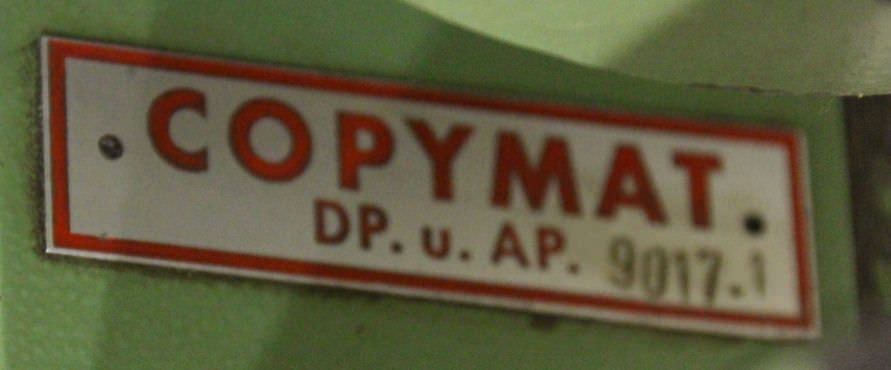 COPYMAT
DP. u. AP. 9017.1